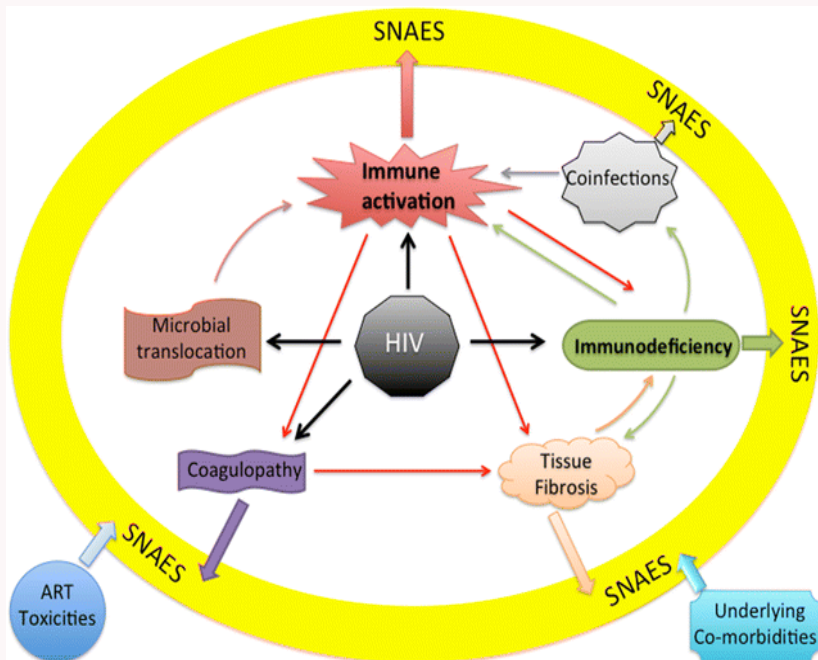 SNAES
SNAES
Immune
activation
Coinfections
Microbial
translocation
HIV
Immunodeficiency
SNAES
Coagulopathy
Tissue
Fibrosis
SNAES
SNAES
ART
Toxicities
Underlying
Co-morbidities